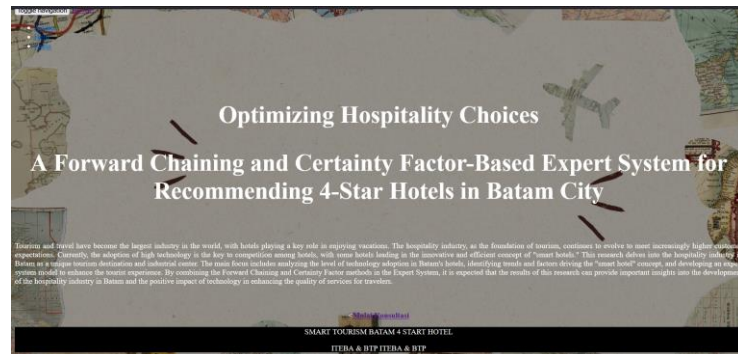 Toggle navigation
Optimizing Hospitality Choices
A Forward Chaining and Certainty Factor-Based Expert System for
Recommending 4-Star Hotels in Batam City
Tourism and travel have become the largest industry in the world, with hotels playing a key role in enjoying vacations. The hospitality industry, as the foundation of tourism, continues to evolve to meet increasingly higher
expectations. Currently, the adoption of high technology is the key to competition among hotels, with some hotels leading in the innovative and efficient concept of "smart hotels." This research delves into the hospitality industry
Batam as a unique tourism destination and industrial center. The main focus includes analyzing the level of technology adoption in Batam's hotels, identifying trends and factors driving the "smart hotel" concept, and developing an
system model to enhance the tourist experience. By combining the Forward Chaining and Certainty Factor methods in the Expert System, it is expected that the results of this research can provide important insights into the
of the hospitality industry in Batam and the positive impact of technology in enhancing the quality of services for travelers.
Mulai Konsultasi
SMART TOURISM BATAM 4 START HOTEL
ITEBA & BTP ITEBA & BTP